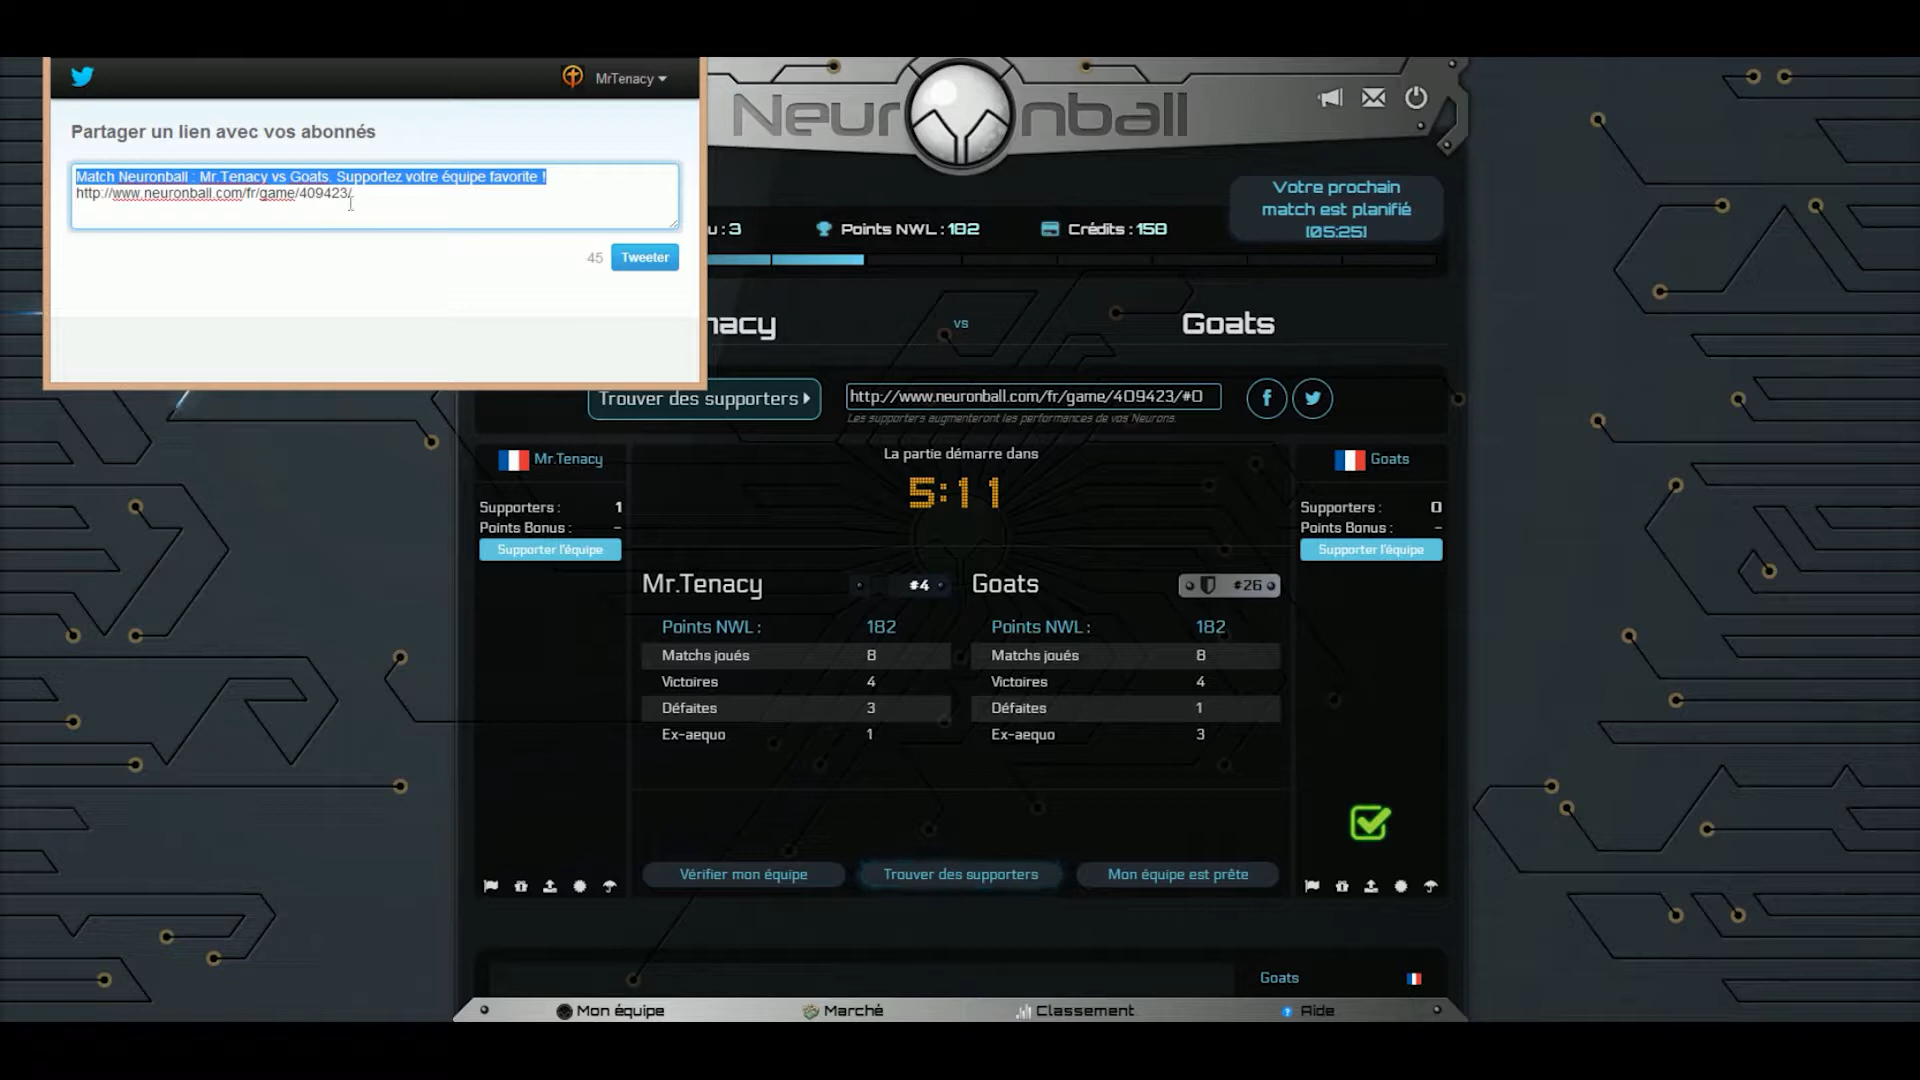 MrTenacy
Partager un lien avec vos abonnés
Match Neuronball : Mr.Tenacy vs Goats. Supportez votre équipe favorite !
http://www.neuronball.com/fr/game/409423/
45
Tweeter
Neuronball
u : 3
Points NWL : 182
Crédits : 158
Votre prochain
match est planifié
[05:25]
nacy
vs
Goats
Trouver des supporters
http://www.neuronball.com/fr/game/409423/#0
Les supporters augmenteront les performances de vos Neurons.
Mr.Tenacy
Supporters : 1
Points Bonus : -
Supporter l'équipe
La partie démarre dans
5:11
Goats
Supporters : 0
Points Bonus : -
Supporter l'équipe
Mr.Tenacy #4
Points NWL : 182
Matchs joués 8
Victoires 4
Défaites 3
Ex-aequo 1
Goats #26
Points NWL : 182
Matchs joués 8
Victoires 4
Défaites 1
Ex-aequo 3
Vérifier mon équipe
Trouver des supporters
Mon équipe est prête
Goats
Mon équipe
Marché
Classement
? Aide